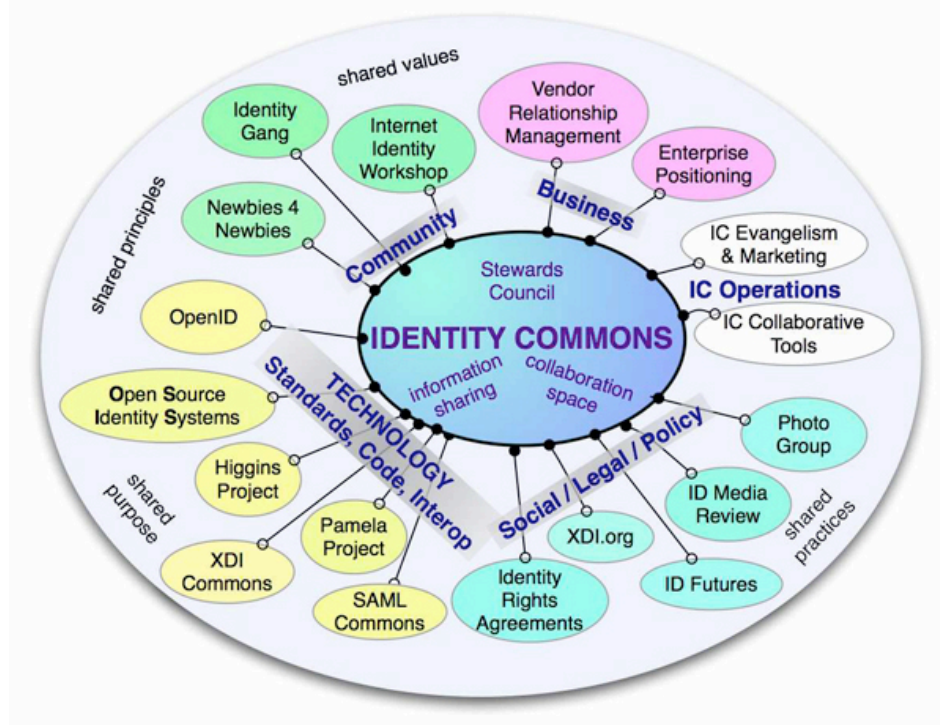 shared values
Identity
Gang
Internet
Identity
Workshop
Vendor
Relationship
Management
Enterprise
Positioning
Newbies 4
Newbies
shared principles
Community
Business
IC Evangelism
& Marketing
IC Operations
IC Collaborative
Tools
Stewards
Council
IDENTITY COMMONS
information
sharing
collaboration
space
OpenID
Open Source
Identity Systems
TECHNOLOGY
Standards, Code, Interop
Social / Legal / Policy
Higgins
Project
Pamela
Project
XDI
Commons
SAML
Commons
Identity
Rights
Agreements
XDI.org
ID Futures
ID Media
Review
Photo
Group
shared
purpose
shared
practices